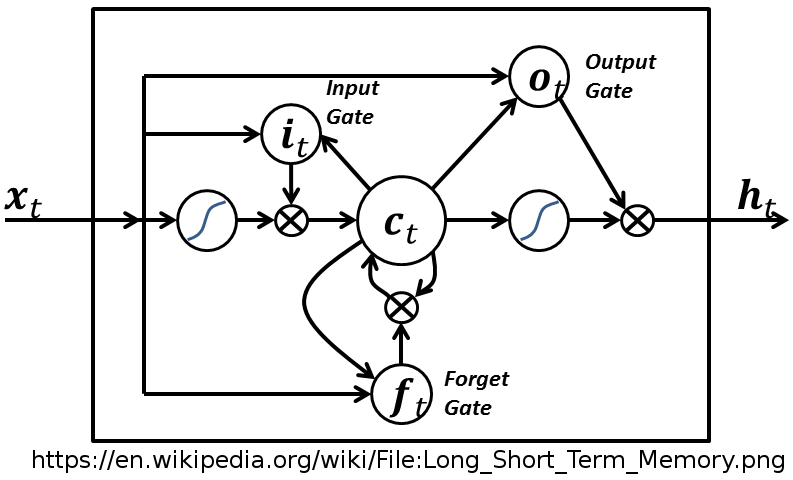 Output
Gate
o_t
Input
Gate
i_t
x_t
c_t
h_t
f_t
Forget
Gate
https://en.wikipedia.org/wiki/File:Long_Short_Term_Memory.png